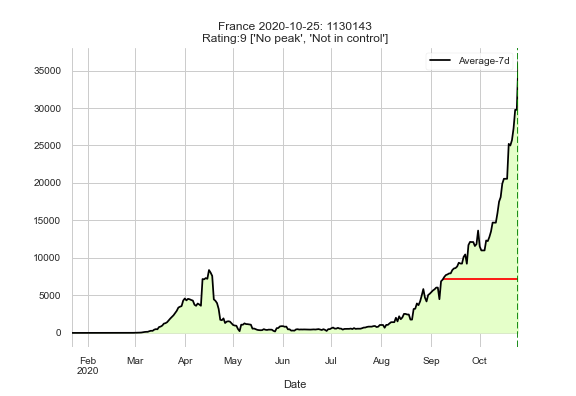 France 2020-10-25: 1130143
Rating:9 ['No peak', 'Not in control']
Average-7d
35000
30000
25000
20000
15000
10000
5000
0
Feb Mar Apr May Jun Jul Aug Sep Oct
2020
Date